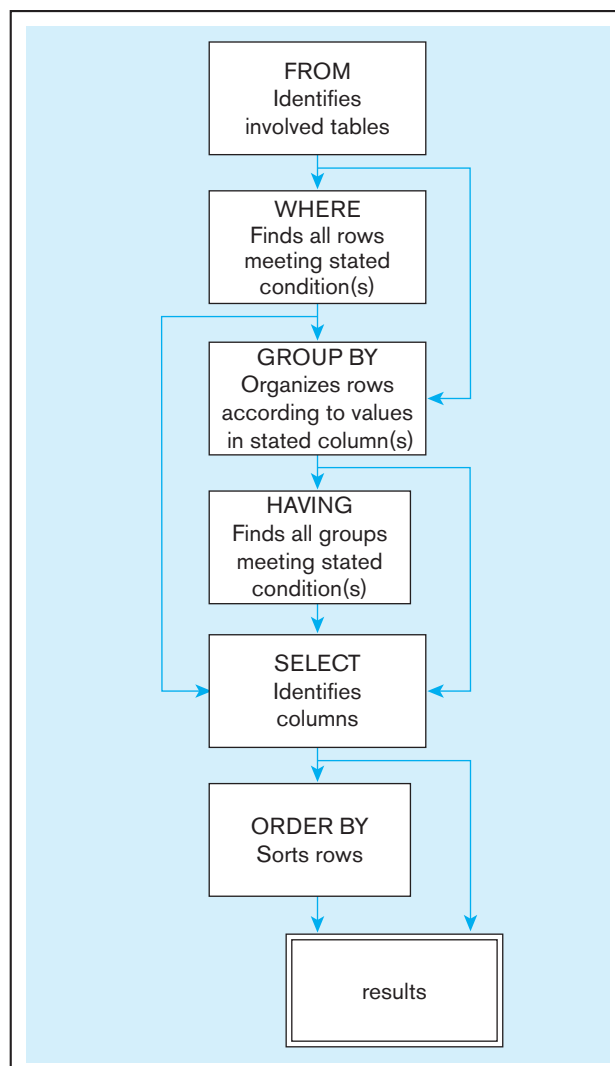 FROM
Identifies
involved tables
WHERE
Finds all rows
meeting stated
condition(s)
GROUP BY
Organizes rows
according to values
in stated column(s)
HAVING
Finds all groups
meeting stated
condition(s)
SELECT
Identifies
columns
ORDER BY
Sorts rows
results